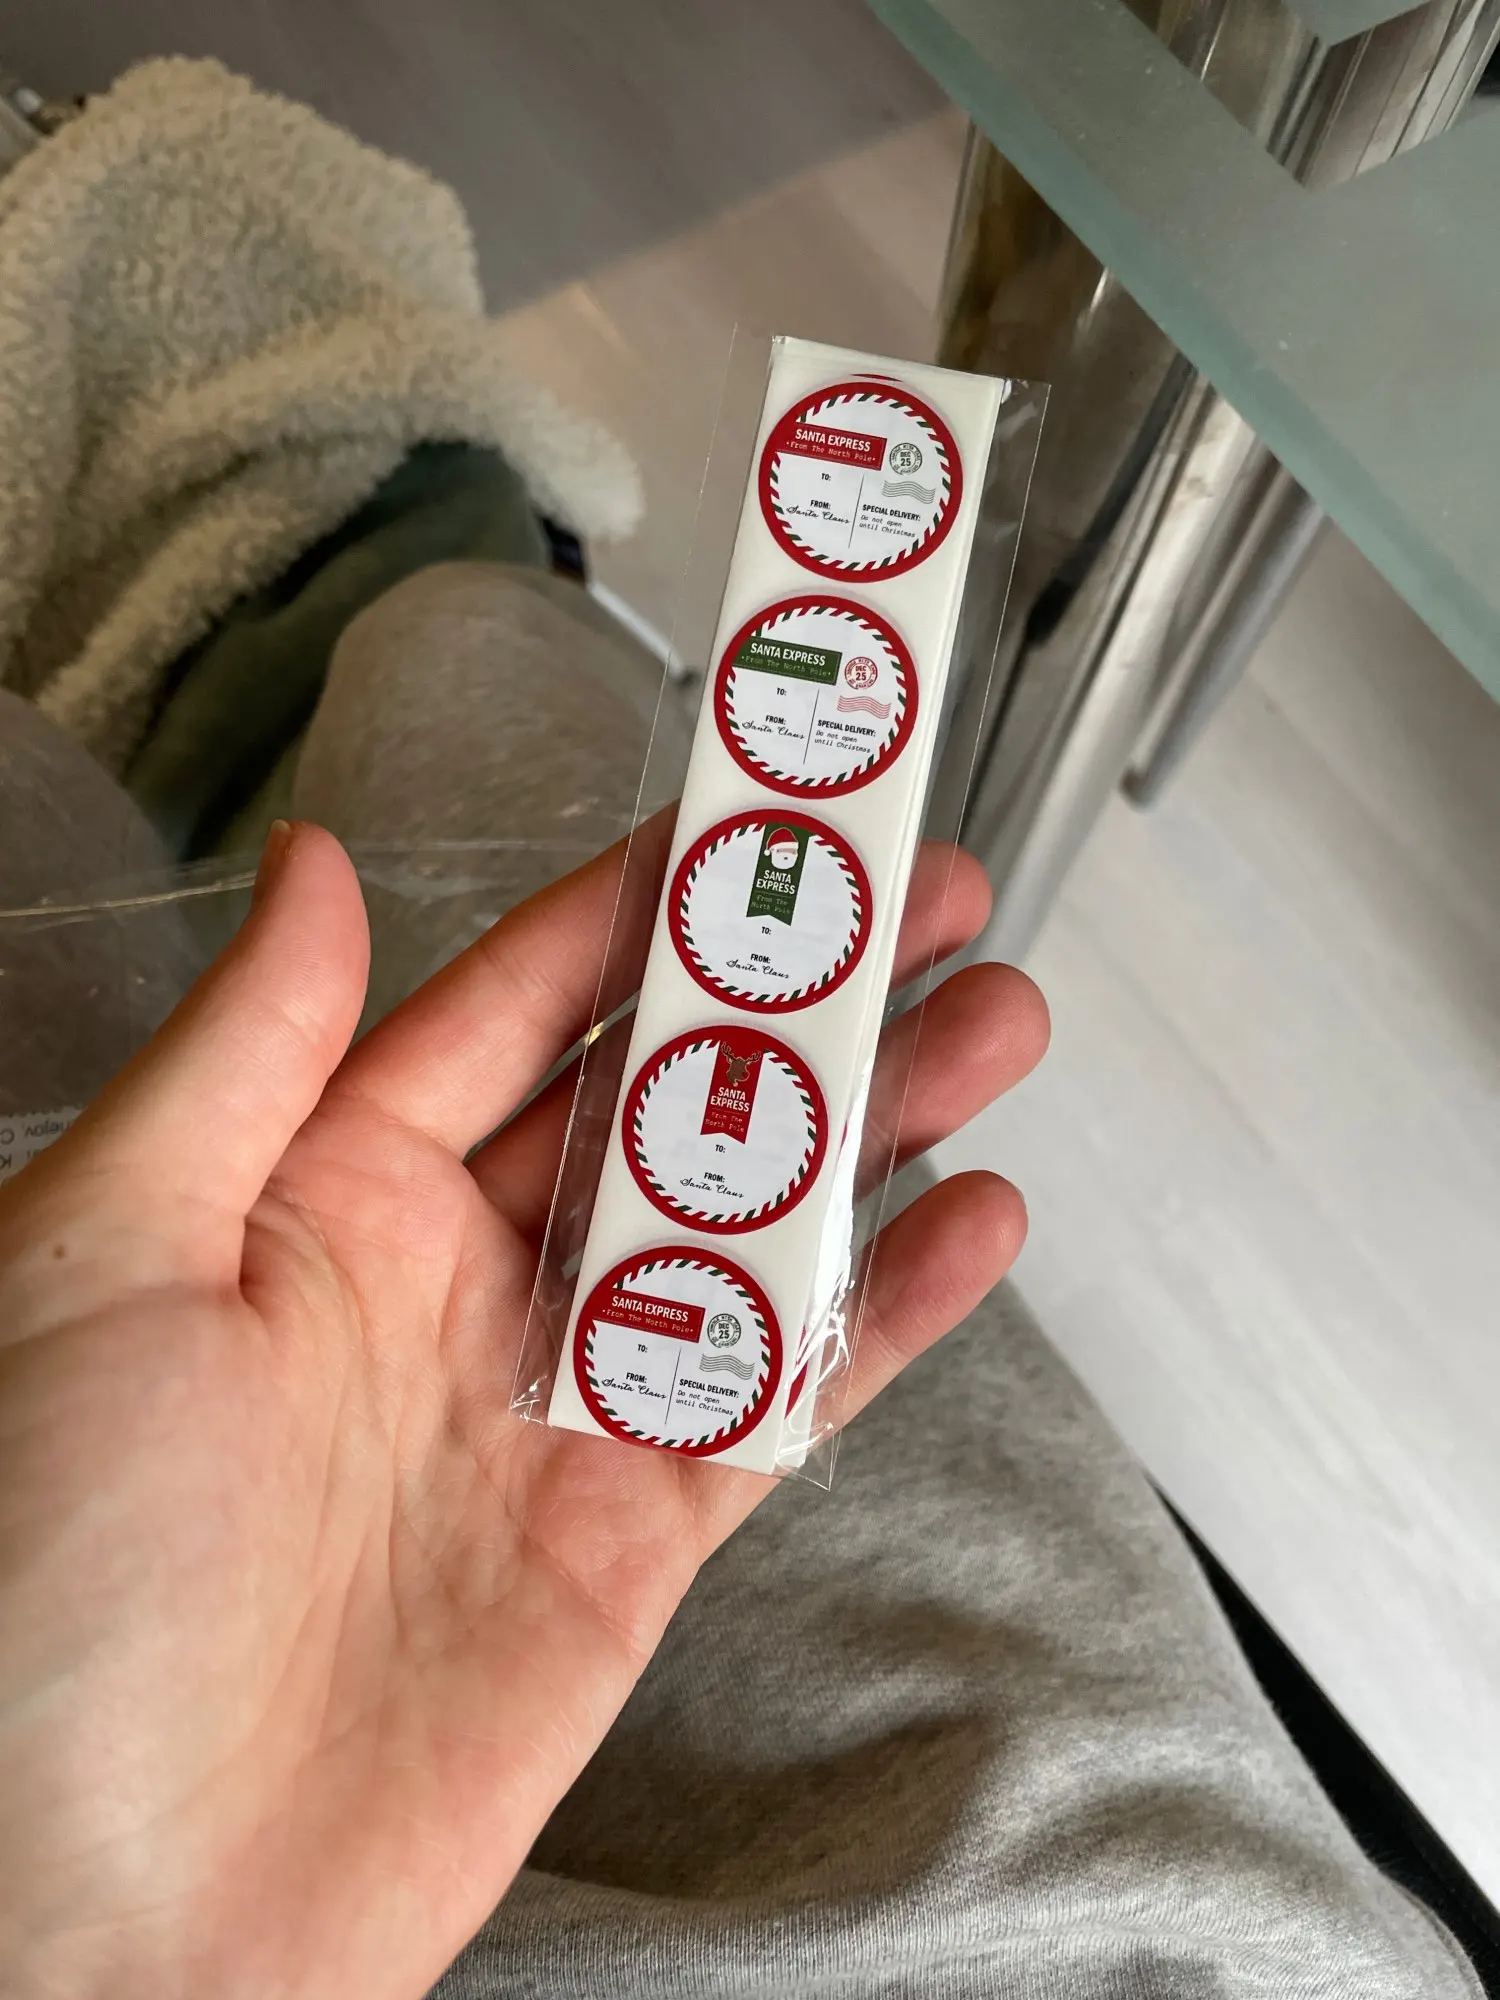 SANTA EXPRESS
•From The North Pole•
DEC
25
TO:
FROM:
Santa Claus
SPECIAL DELIVERY:
Do not open
until Christmas
SANTA EXPRESS
•From The North Pole•
DEC
25
TO:
FROM:
Santa Claus
SPECIAL DELIVERY:
Do not open
until Christmas
SANTA
EXPRESS
From The
North Pole
TO:
FROM:
Santa Claus
SANTA
EXPRESS
From The
North Pole
TO:
FROM:
Santa Claus
SANTA EXPRESS
•From The North Pole•
DEC
25
TO:
FROM:
Santa Claus
SPECIAL DELIVERY:
Do not open
until Christmas